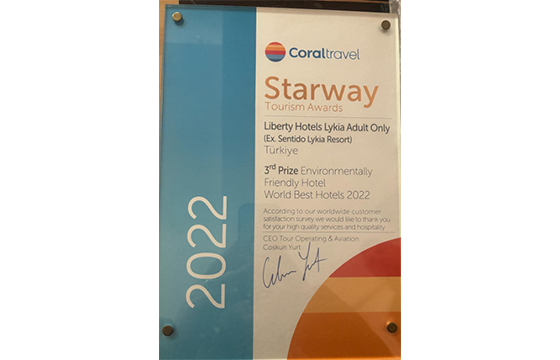 Coraltravel
Starway
Tourism Awards
Liberty Hotels Lykia Adult Only
(Ex. Sentido Lykia Resort)
Türkiye
3rd Prize Environmentally
Friendly Hotel
World Best Hotels 2022
According to our worldwide customer
satisfaction survey we would like to thank you
for your high quality services and hospitality
CEO Tour Operating & Aviation
Coskun Yurt
2022